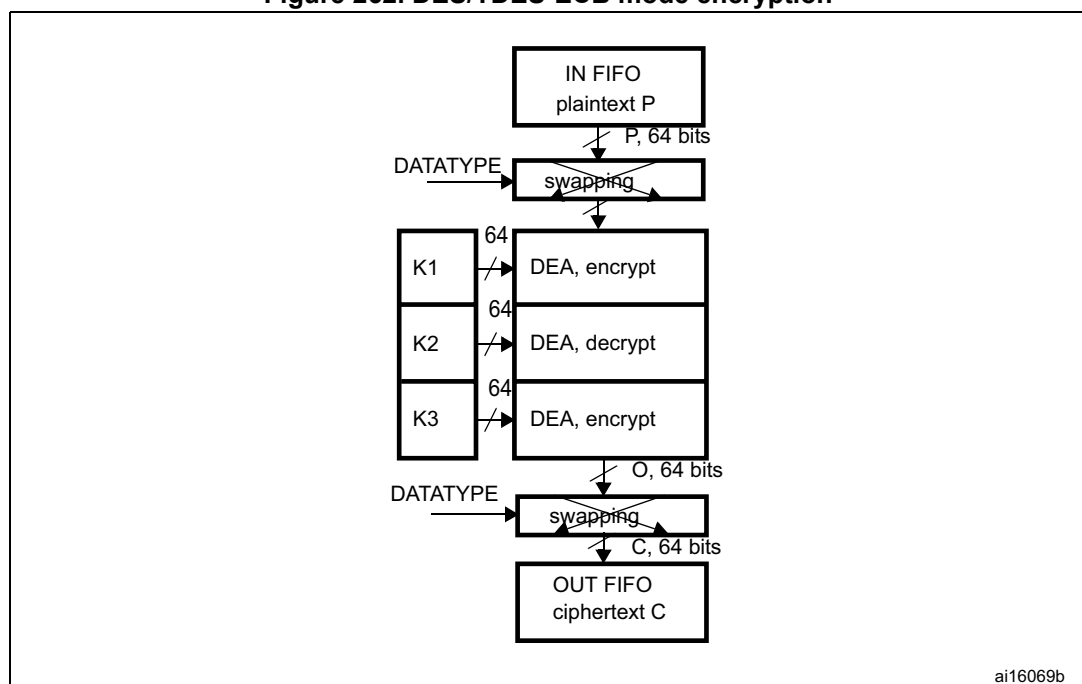 IN FIFO
plaintext P
P, 64 bits
DATATYPE
swapping
64
K1
DEA, encrypt
64
K2
DEA, decrypt
64
K3
DEA, encrypt
O, 64 bits
DATATYPE
swapping
C, 64 bits
OUT FIFO
ciphertext C
ai16069b